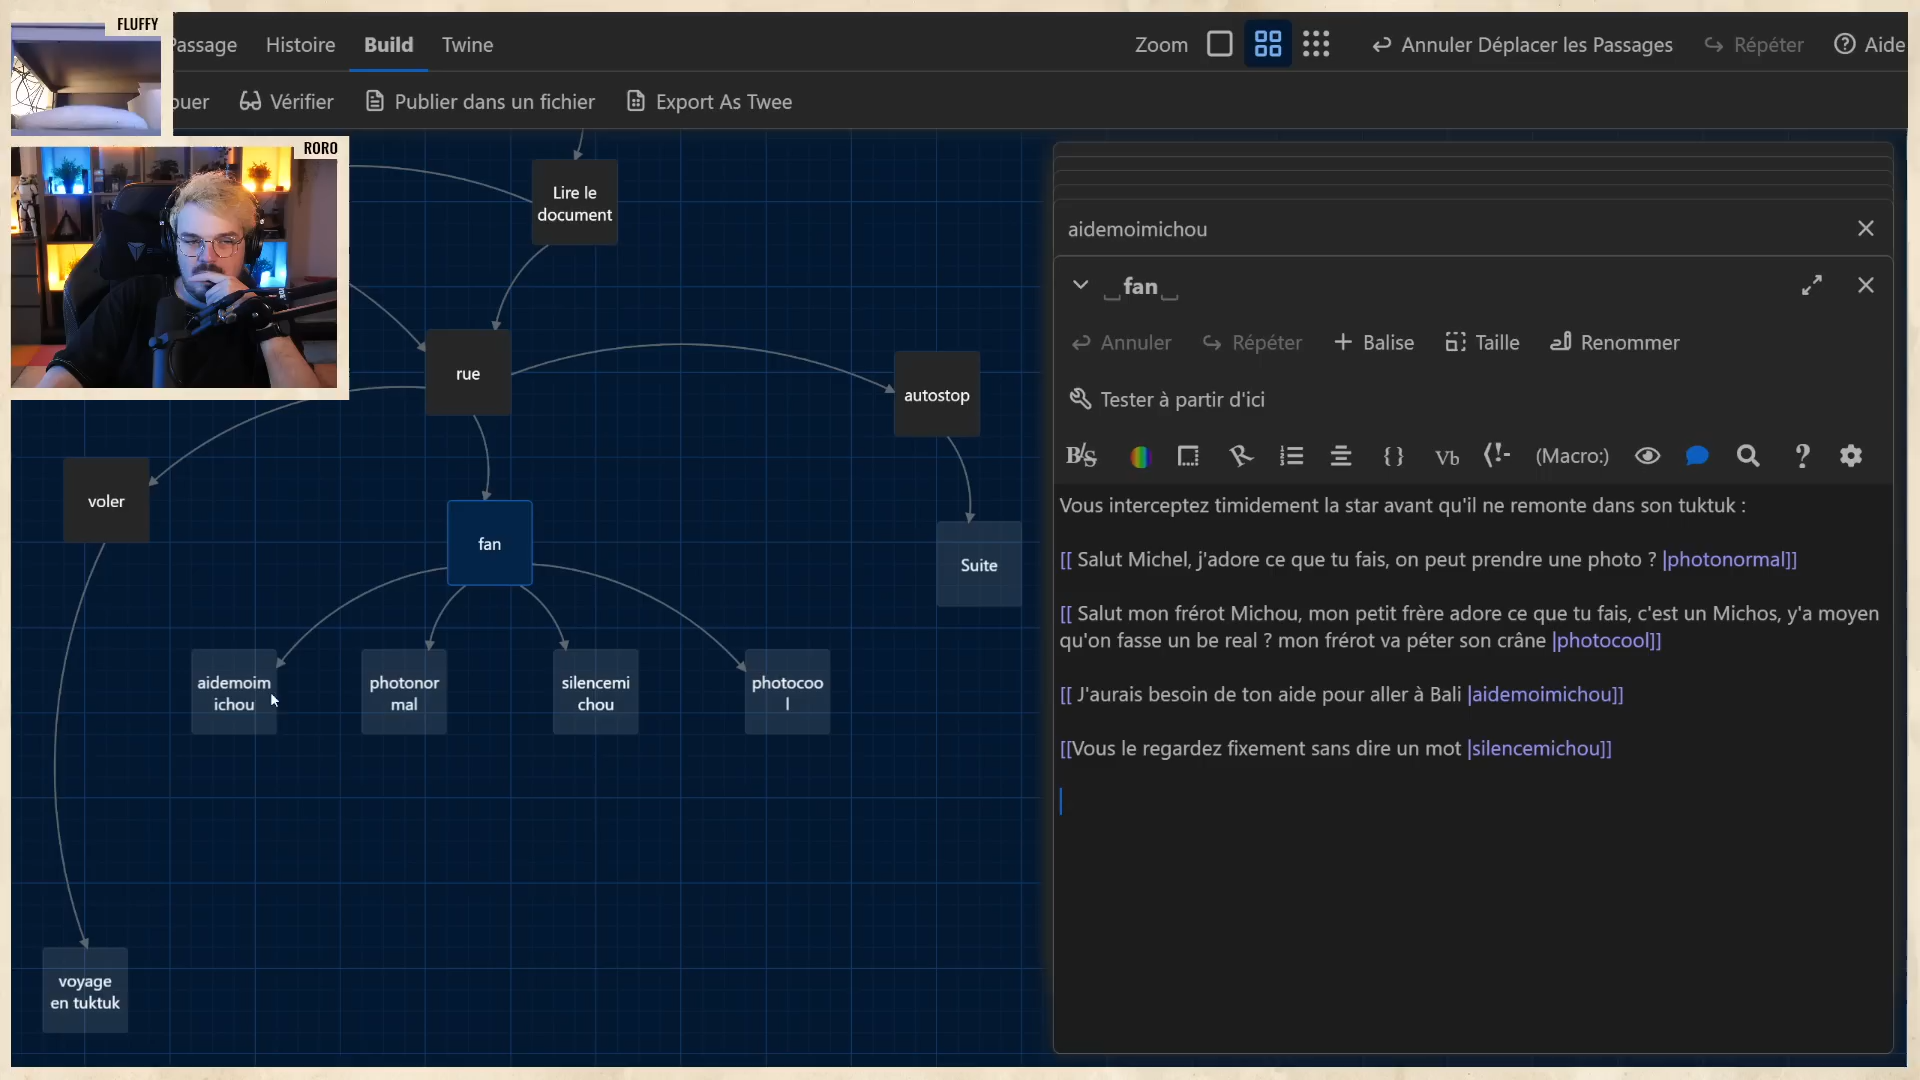 FLUFFY
RORO
Passage
Histoire
Build
Twine
Zoom
Annuler Déplacer les Passages
Répéter
Aide
ouer
Vérifier
Publier dans un fichier
Export As Twee
Lire le
document
rue
autostop
voler
fan
Suite
aidemoim
ichou
photonor
mal
silencemi
chou
photocoo
l
voyage
en tuktuk
aidemoimichou
fan
Annuler
Répéter
+ Balise
Taille
Renommer
Tester à partir d'ici
(Macro:)
Vous interceptez timidement la star avant qu'il ne remonte dans son tuktuk :
[[ Salut Michel, j'adore ce que tu fais, on peut prendre une photo ? |photonormal]]
[[ Salut mon frérot Michou, mon petit frère adore ce que tu fais, c'est un Michos, y'a moyen
qu'on fasse un be real ? mon frérot va péter son crâne |photocool]]
[[ J'aurais besoin de ton aide pour aller à Bali |aidemoimichou]]
[[Vous le regardez fixement sans dire un mot |silencemichou]]